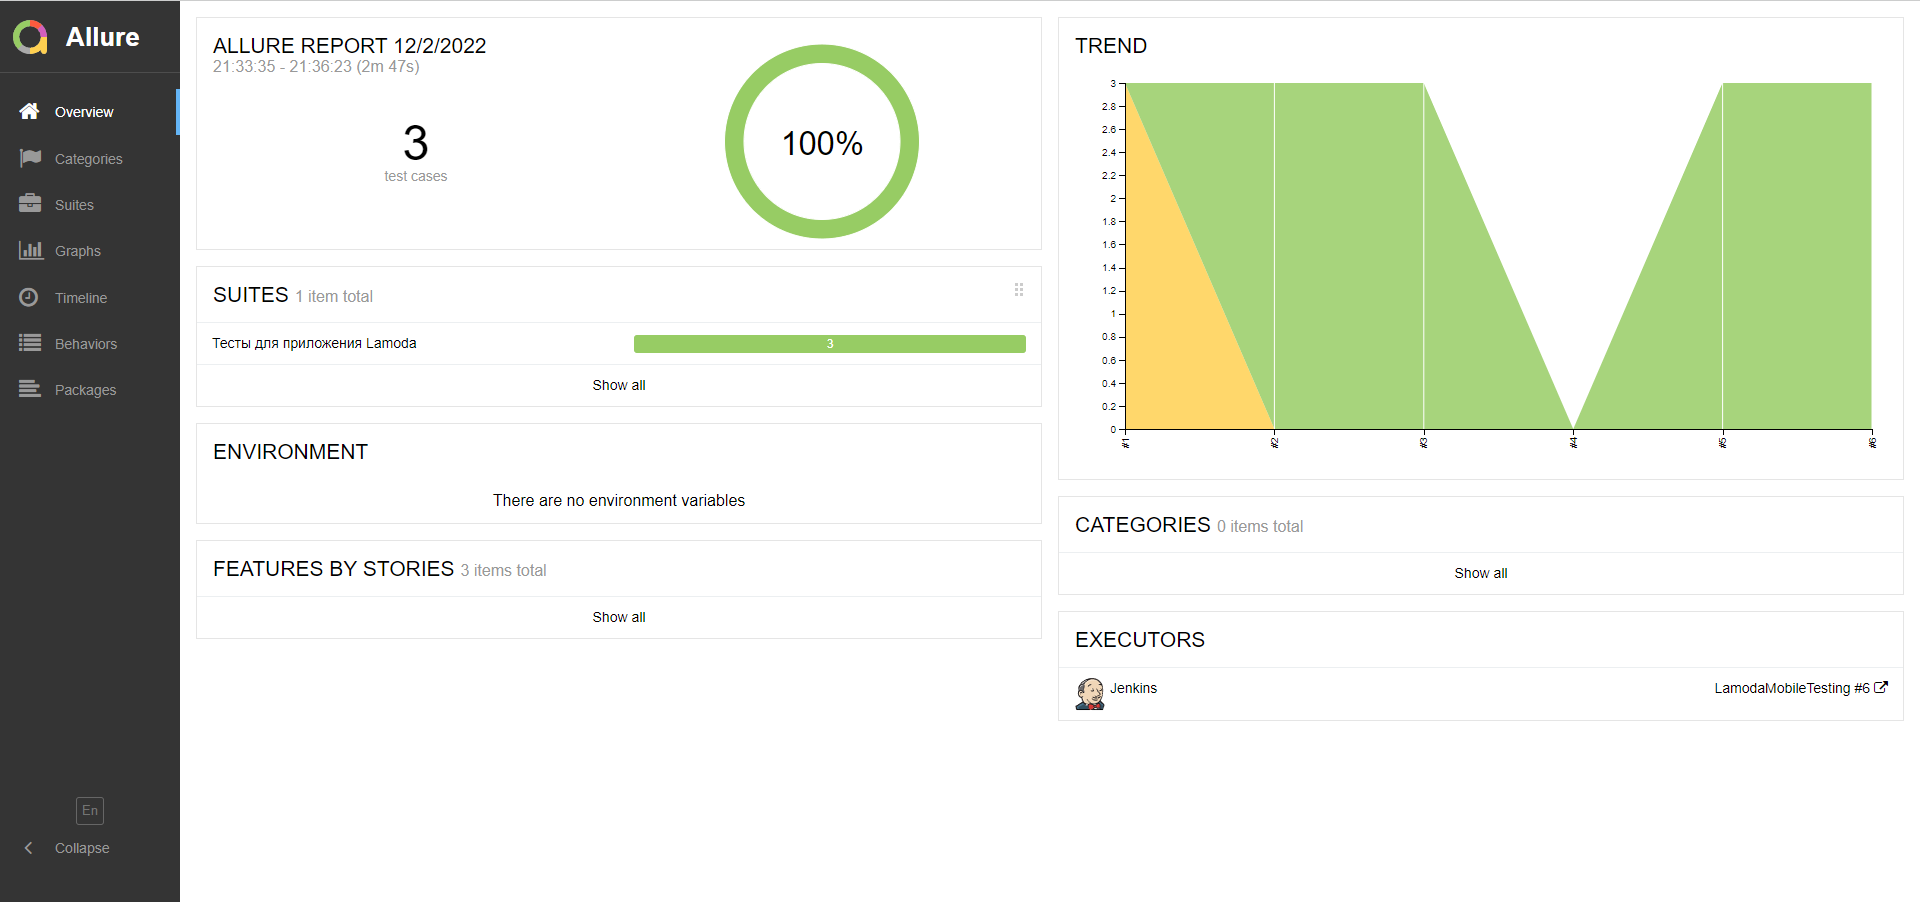 Allure
Overview
Categories
Suites
Graphs
Timeline
Behaviors
Packages
En
Collapse
ALLURE REPORT 12/2/2022
21:33:35 - 21:36:23 (2m 47s)
3
test cases
100%
SUITES 1 item total
Тесты для приложения Lamoda 3
Show all
ENVIRONMENT
There are no environment variables
FEATURES BY STORIES 3 items total
Show all
TREND
3
2.8
2.6
2.4
2.2
2
1.8
1.6
1.4
1.2
1
0.8
0.6
0.4
0.2
0
#1 #2 #3 #4 #5 #6
CATEGORIES 0 items total
Show all
EXECUTORS
Jenkins LamodaMobileTesting #6